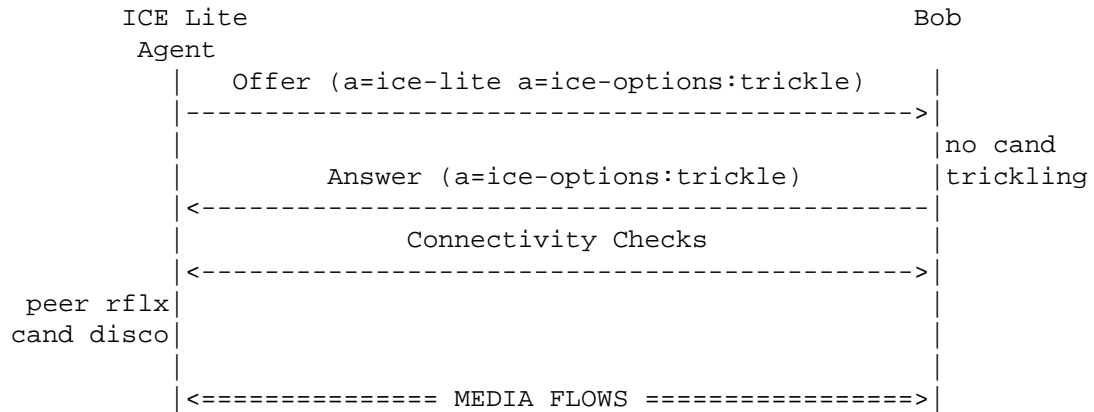 ICE Lite                                          Bob
Agent
Offer (a=ice-lite a=ice-options:trickle)
no cand
Answer (a=ice-options:trickle) trickling
Connectivity Checks
peer rflx
cand disco
<=============== MEDIA FLOWS =================>